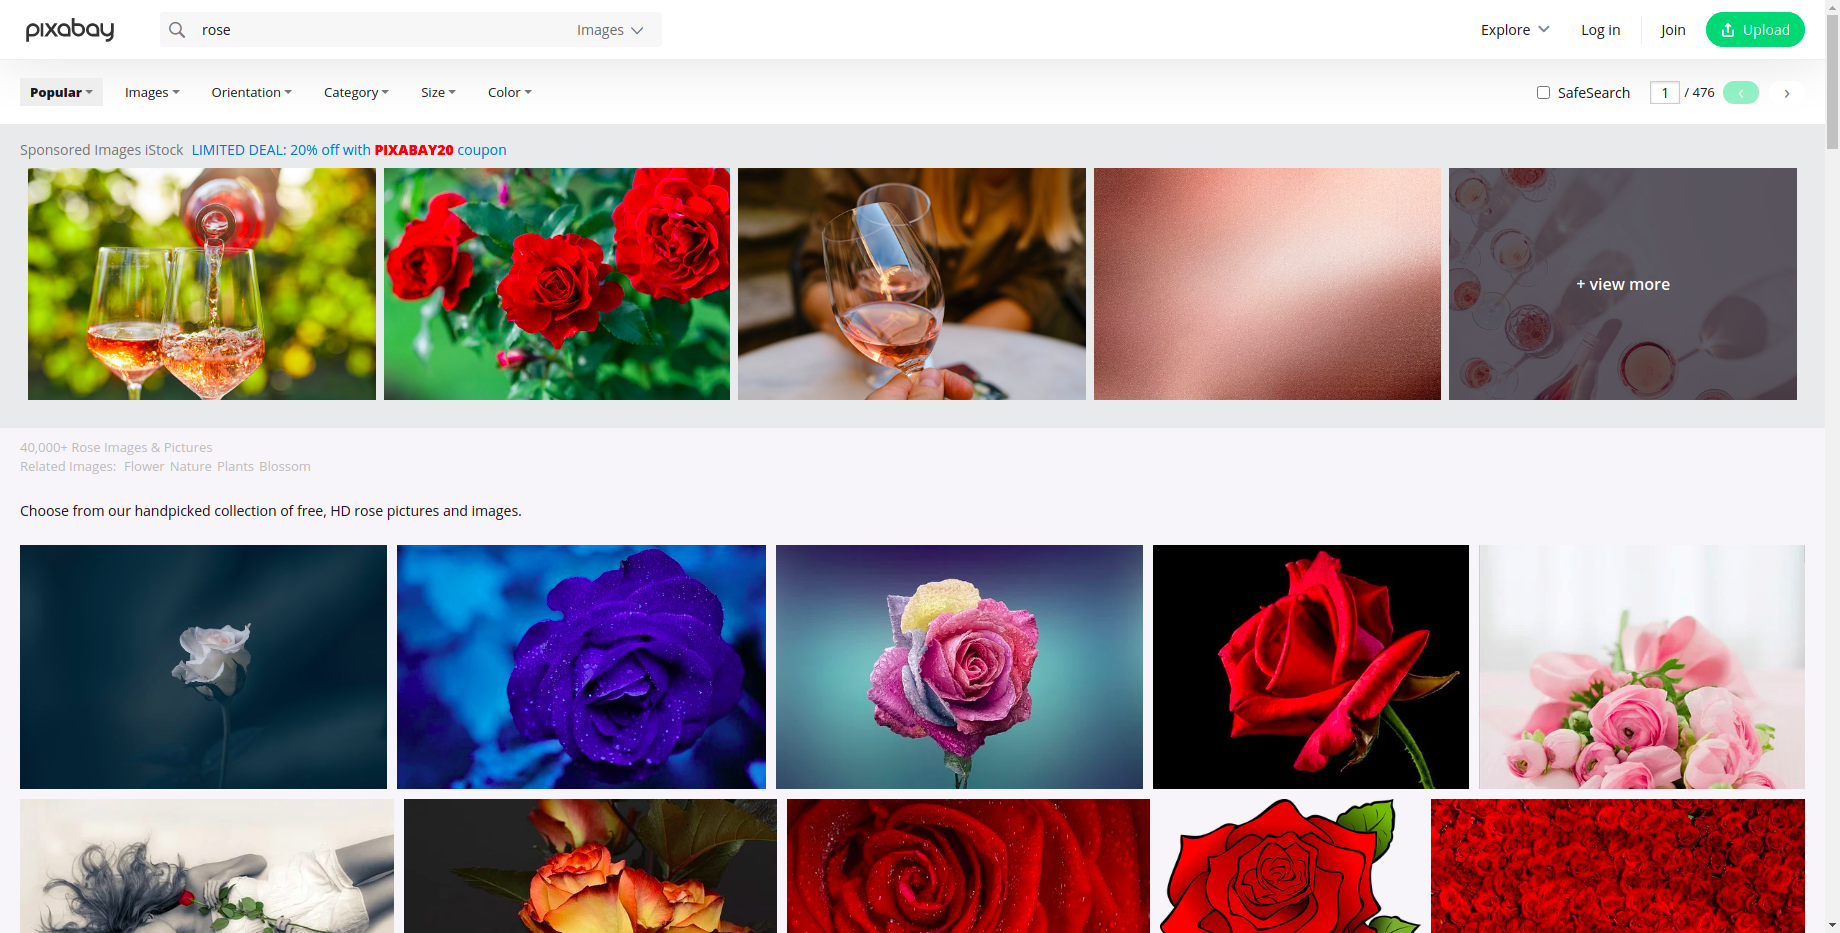 pixabay rose Images Explore Log in Join Upload
Popular Images Orientation Category Size Color SafeSearch 1 / 476 ‹ ›
Sponsored Images iStock LIMITED DEAL: 20% off with PIXABAY20 coupon
+ view more
40,000+ Rose Images & Pictures
Related Images: Flower Nature Plants Blossom
Choose from our handpicked collection of free, HD rose pictures and images.